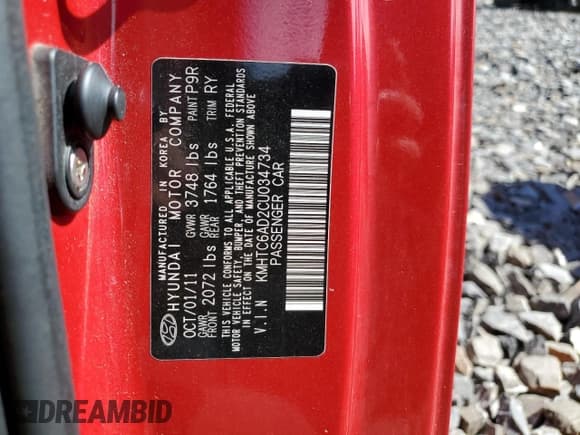 MANUFACTURED IN KOREA BY
HYUNDAI MOTOR COMPANY
OCT/01/11 GVWR 3748 lbs PAINT P9R
GAWR FRONT 2072 lbs GAWR REAR 1764 lbs TRIM RY
THIS VEHICLE CONFORMS TO ALL APPLICABLE U.S.A. FEDERAL
MOTOR VEHICLE SAFETY, BUMPER, AND THEFT PREVENTION STANDARDS
IN EFFECT ON THE DATE OF MANUFACTURE SHOWN ABOVE
V.I.N KMHTC6AD2CU034734
PASSENGER CAR
DREAMBID